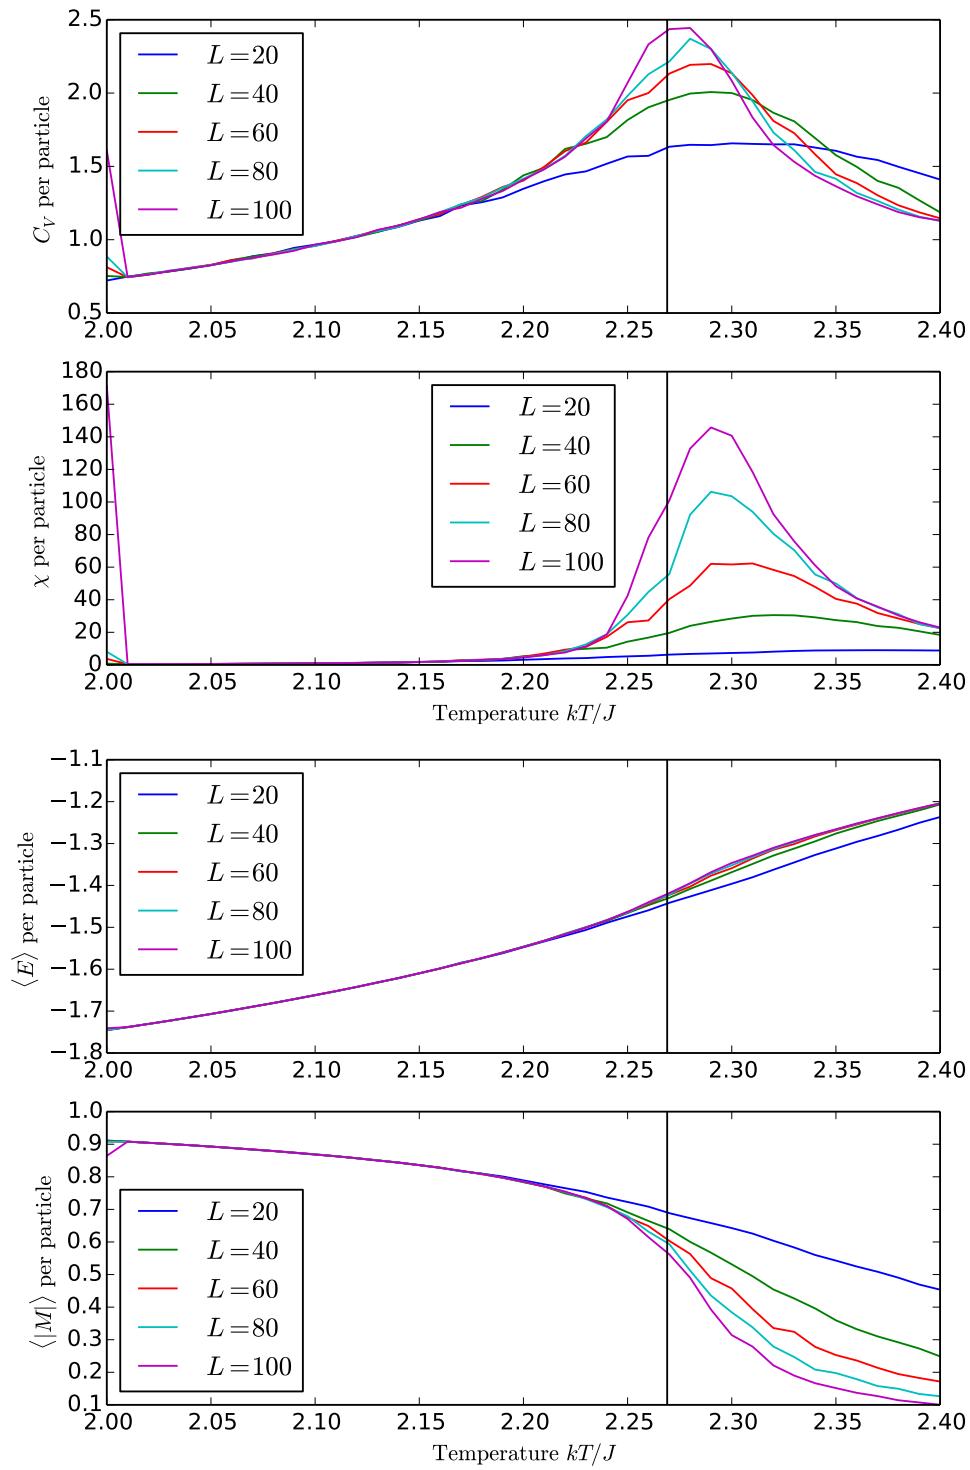 C_V per particle
2.5
2.0
1.5
1.0
0.5
L=20
L=40
L=60
L=80
L=100
2.00 2.05 2.10 2.15 2.20 2.25 2.30 2.35 2.40
χ per particle
180
160
140
120
100
80
60
40
20
0
L=20
L=40
L=60
L=80
L=100
2.00 2.05 2.10 2.15 2.20 2.25 2.30 2.35 2.40
Temperature kT/J
⟨E⟩ per particle
−1.1
−1.2
−1.3
−1.4
−1.5
−1.6
−1.7
−1.8
L=20
L=40
L=60
L=80
L=100
2.00 2.05 2.10 2.15 2.20 2.25 2.30 2.35 2.40
⟨|M|⟩ per particle
1.0
0.9
0.8
0.7
0.6
0.5
0.4
0.3
0.2
0.1
L=20
L=40
L=60
L=80
L=100
2.00 2.05 2.10 2.15 2.20 2.25 2.30 2.35 2.40
Temperature kT/J